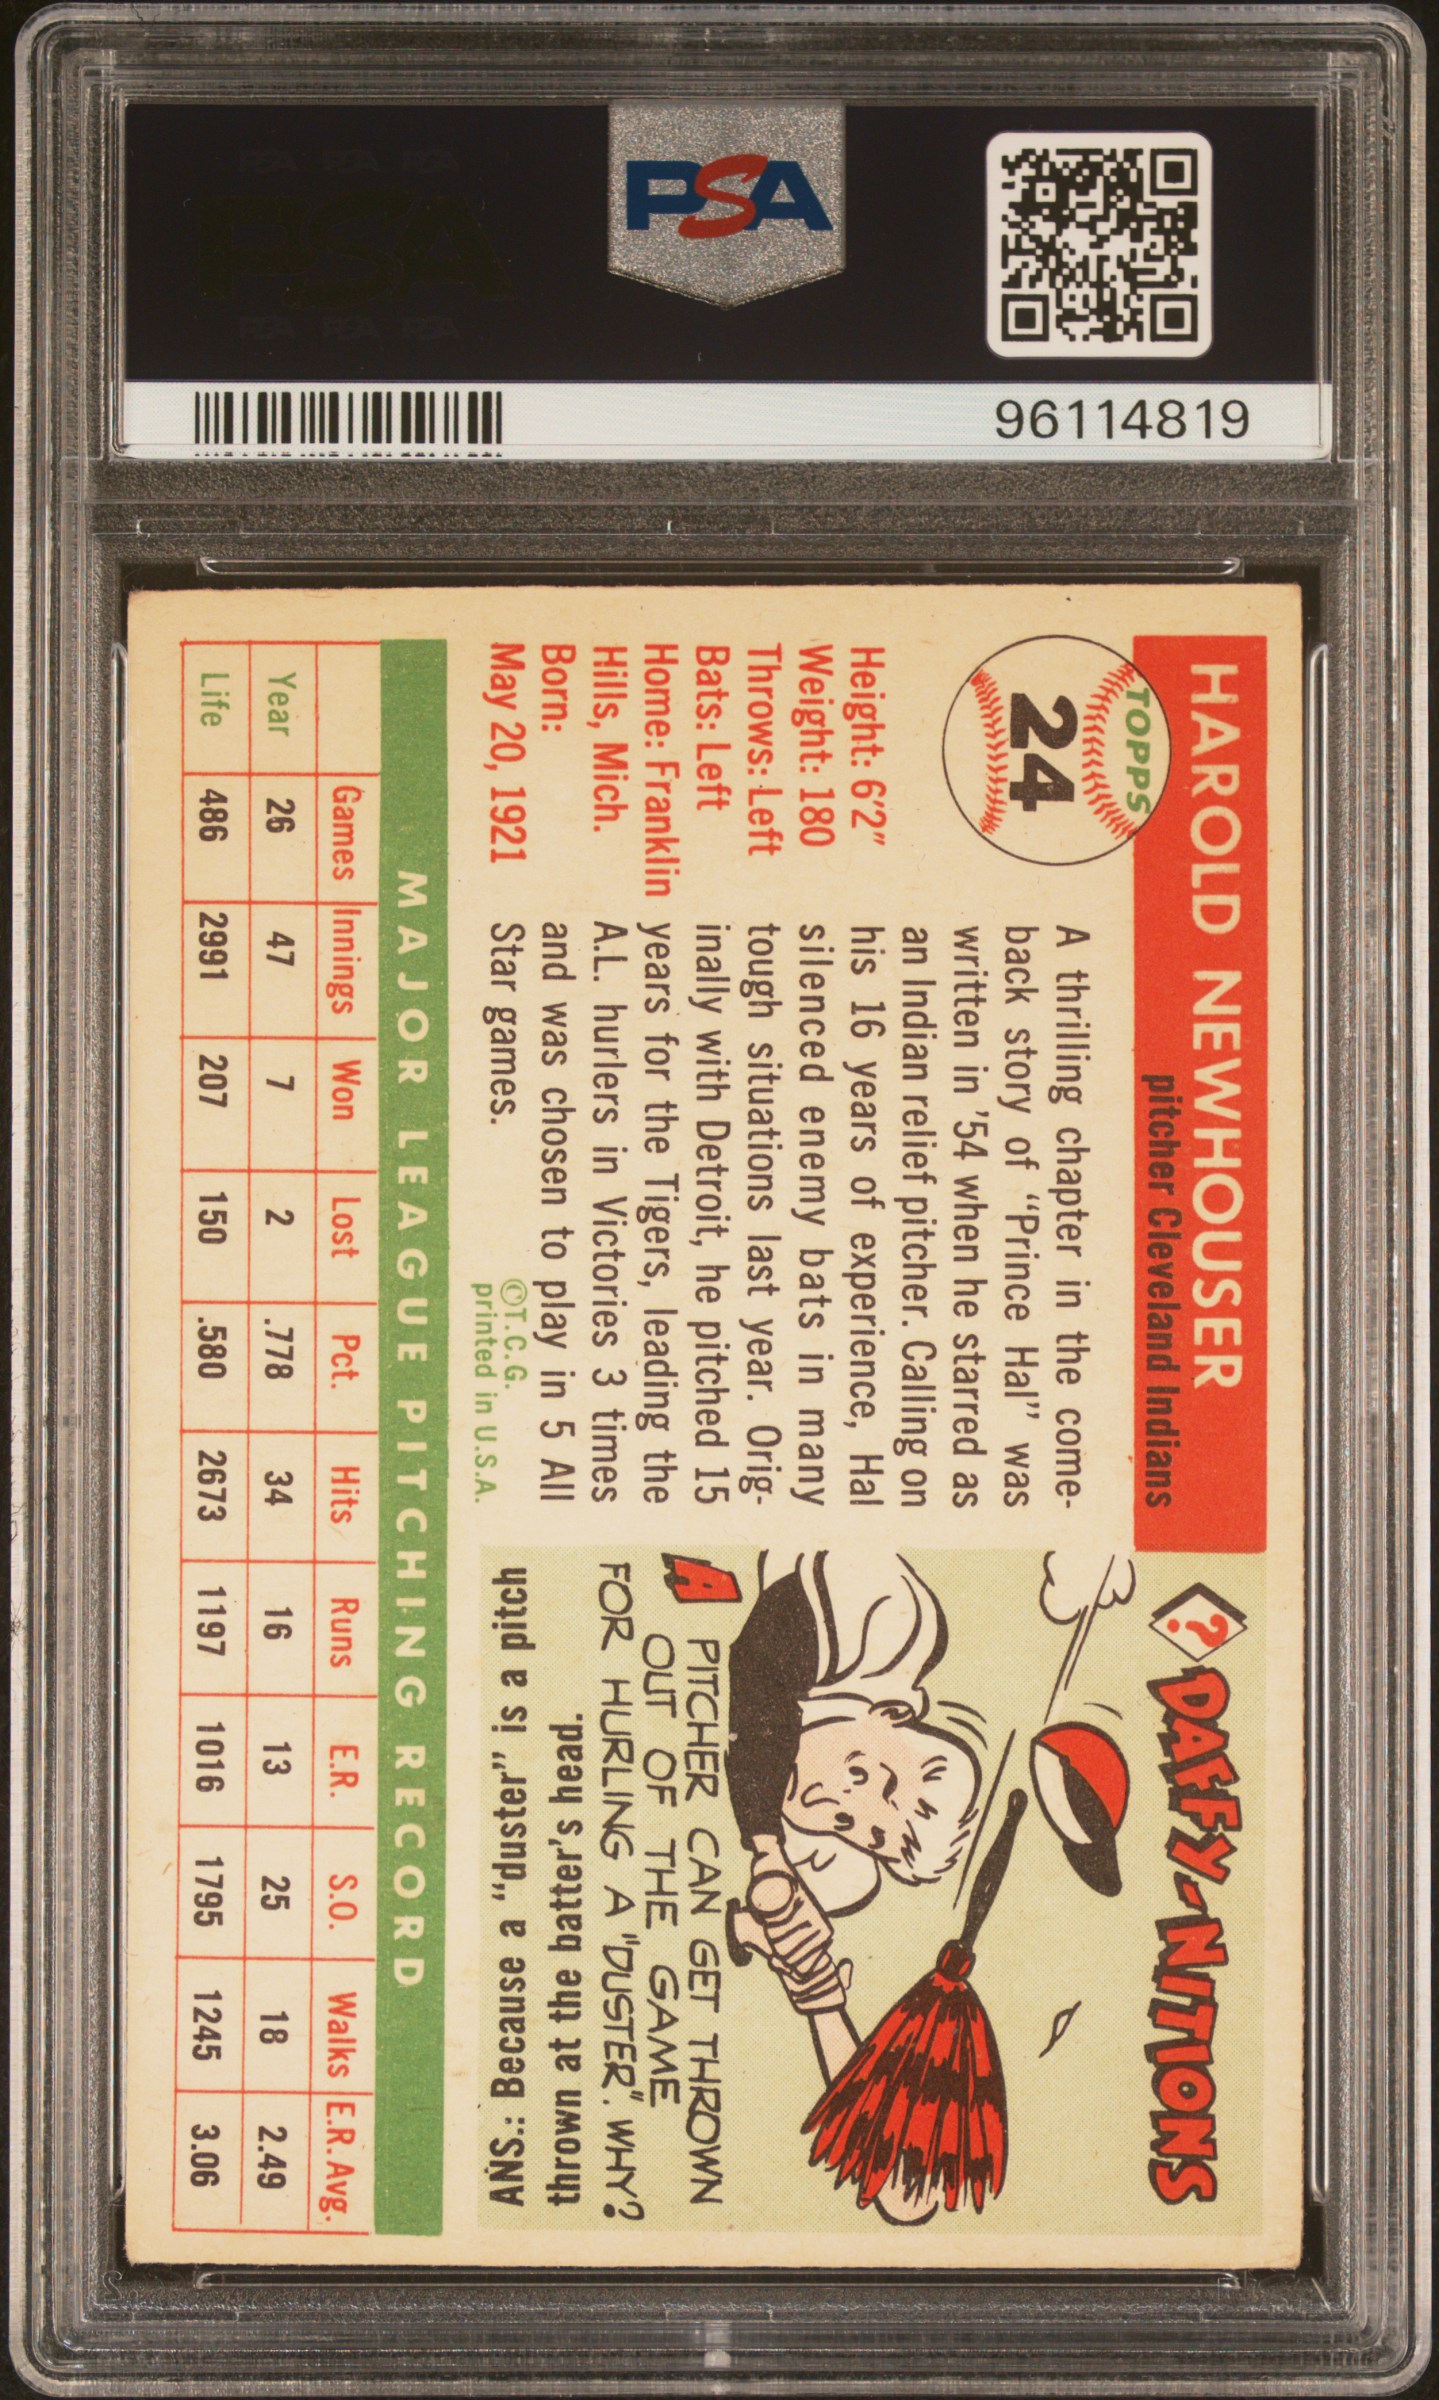 PSA
96114819
HAROLD NEWHOUSER
pitcher Cleveland Indians
TOPPS
24
Height: 6'2"
Weight: 180
Throws: Left
Bats: Left
Home: Franklin
Hills, Mich.
Born:
May 20, 1921
A thrilling chapter in the come-
back story of "Prince Hal" was
written in '54 when he starred as
an Indian relief pitcher. Calling on
his 16 years of experience, Hal
silenced enemy bats in many
tough situations last year. Orig-
inally with Detroit, he pitched 15
years for the Tigers, leading the
A.L. hurlers in Victories 3 times
and was chosen to play in 5 All
Star games.
©T.C.G.
printed in U.S.A.
? DAFFY-NITIONS
A PITCHER CAN GET THROWN
OUT OF THE GAME
FOR HURLING A "DUSTER". WHY?
ANS.: Because a "duster" is a pitch
thrown at the batter's head.
MAJOR LEAGUE PITCHING RECORD
Games Innings Won Lost Pct. Hits Runs E.R. S.O. Walks E.R. Avg.
Year 26 47 7 2 .778 34 16 13 25 18 2.49
Life 486 2991 207 150 .580 2673 1197 1016 1795 1245 3.06